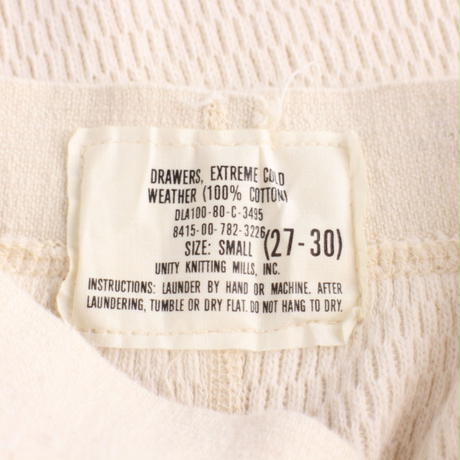 DRAWERS, EXTREME COLD
WEATHER (100% COTTON)
DLA100-80-C-3495
8415-00-782-3226
SIZE: SMALL (27-30)
UNITY KNITTING MILLS, INC.
INSTRUCTIONS: LAUNDER BY HAND OR MACHINE. AFTER
LAUNDERING, TUMBLE OR DRY FLAT. DO NOT HANG TO DRY.